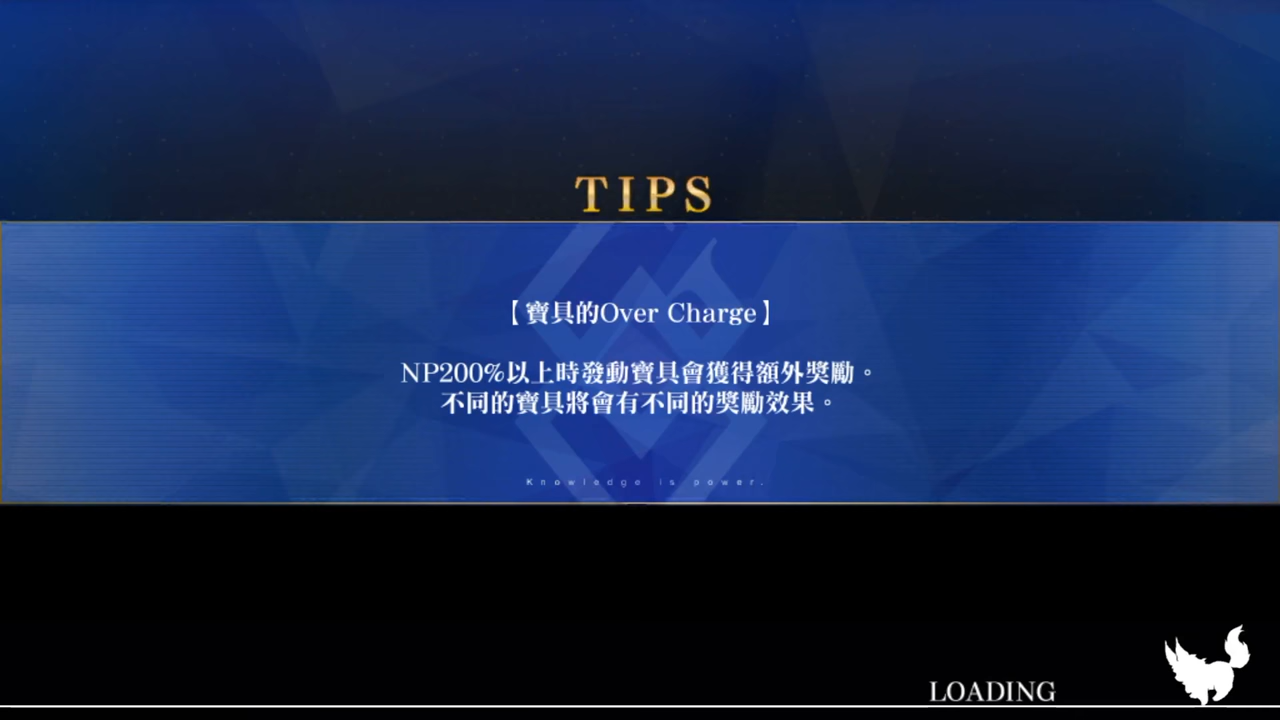 TIPS
【寶具的Over Charge】
NP200%以上時發動寶具會獲得額外獎勵。
不同的寶具將會有不同的獎勵效果。
Knowledge is power.
LOADING